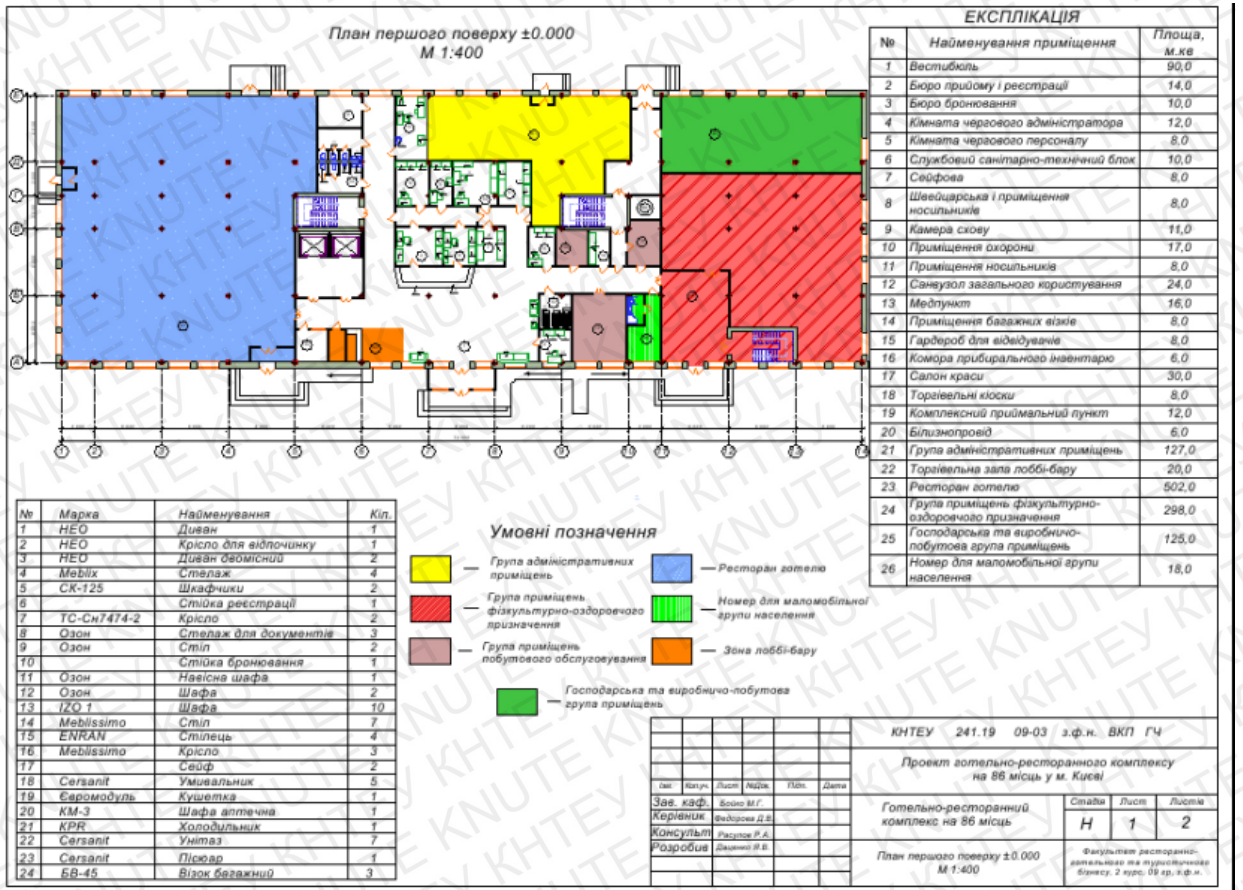 План першого поверху ±0.000
М 1:400
ЕКСПЛІКАЦІЯ
№ Найменування приміщення Площа, м.кв
1 Вестибюль 90,0
2 Бюро прийому і реєстрації 14,0
3 Бюро бронювання 10,0
4 Кімната чергового адміністратора 12,0
5 Кімната чергового персоналу 8,0
6 Службовий санітарно-технічний блок 10,0
7 Сейфова 8,0
8 Швейцарська і приміщення носильників 8,0
9 Камера схову 11,0
10 Приміщення охорони 17,0
11 Приміщення носильників 8,0
12 Санвузол загального користування 24,0
13 Медпункт 16,0
14 Приміщення багажних візків 8,0
15 Гардероб для відвідувачів 8,0
16 Комора прибирального інвентарю 6,0
17 Салон краси 30,0
18 Торгівельні кіоски 8,0
19 Комплексний приймальний пункт 12,0
20 Білизнопровід 6,0
21 Група адміністративних приміщень 127,0
22 Торгівельна зала лоббі-бару 20,0
23 Ресторан готелю 502,0
24 Група приміщень фізкультурно-оздоровчого призначення 298,0
25 Господарська та виробничо-побутова група приміщень 125,0
26 Номер для маломобільної групи населення 18,0
№ Марка Найменування Кіл.
1 НЕО Диван 1
2 НЕО Крісло для відпочинку 1
3 НЕО Диван двомісний 2
4 Meblix Стелаж 4
5 СК-125 Шкафчики 2
6 Стійка реєстрації 1
7 ТС-Сн7474-2 Крісло 2
8 Озон Стелаж для документів 3
9 Озон Стіл 2
10 Стійка бронювання 1
11 Озон Навісна шафа 1
12 Озон Шафа 2
13 IZO 1 Шафа 10
14 Meblissimo Стіл 7
15 ENRAN Стілець 4
16 Meblissimo Крісло 3
17 Сейф 2
18 Cersanit Умивальник 5
19 Євромодуль Кушетка 1
20 КМ-3 Шафа аптечна 1
21 KPR Холодильник 1
22 Cersanit Унітаз 7
23 Cersanit Пісюар 1
24 БВ-45 Візок багажний 3
Умовні позначення
— Група адміністративних приміщень
— Ресторан готелю
— Група приміщень фізкультурно-оздоровчого призначення
— Номер для маломобільної групи населення
— Група приміщень побутового обслуговування
— Зона лоббі-бару
— Господарська та виробничо-побутова група приміщень
КНТЕУ 241.19 09-03 з.ф.н. ВКП ГЧ
Проект готельно-ресторанного комплексу
на 86 місць у м. Києві
Лист Підп. Дата
Зав. каф. Бойко М.Г.
Керівник Федорова Д.В.
Консульт Расулов Р.А.
Розробив
Готельно-ресторанний
комплекс на 86 місць
Стадія Лист Листів
Н 1 2
План першого поверху ±0.000
М 1:400
Факультет ресторанно-
готельного та туристичного
бізнесу, 2 курс, 09 гр, з.ф.н.
KNUTE КНТЕУ